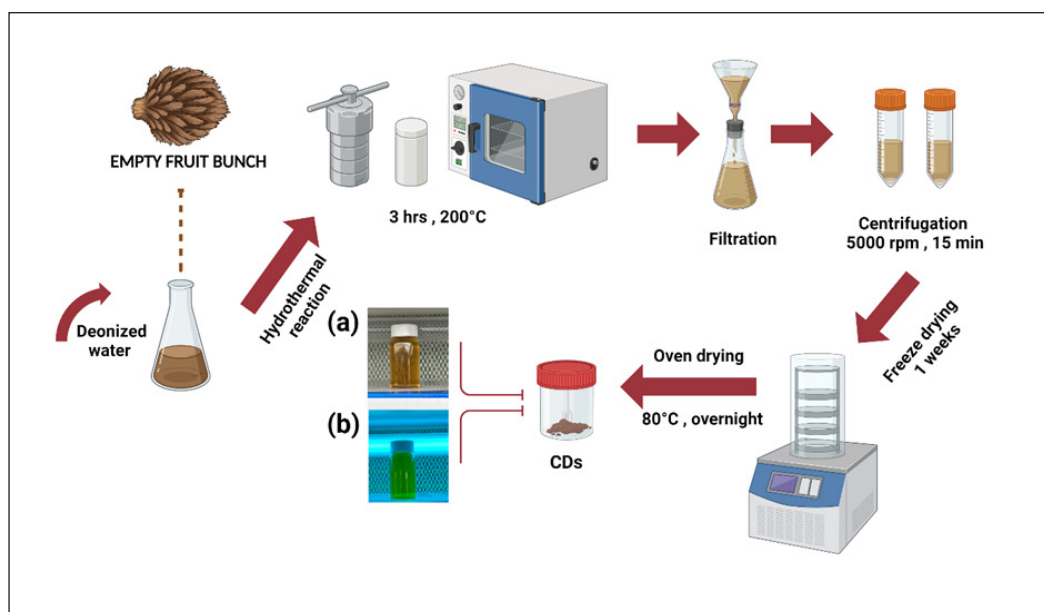 EMPTY FRUIT BUNCH
Deonized
water
Hydrothermal
reaction
3 hrs , 200°C
Filtration
Centrifugation
5000 rpm , 15 min
Freeze drying
1 weeks
Oven drying
80°C , overnight
CDs
(a)
(b)